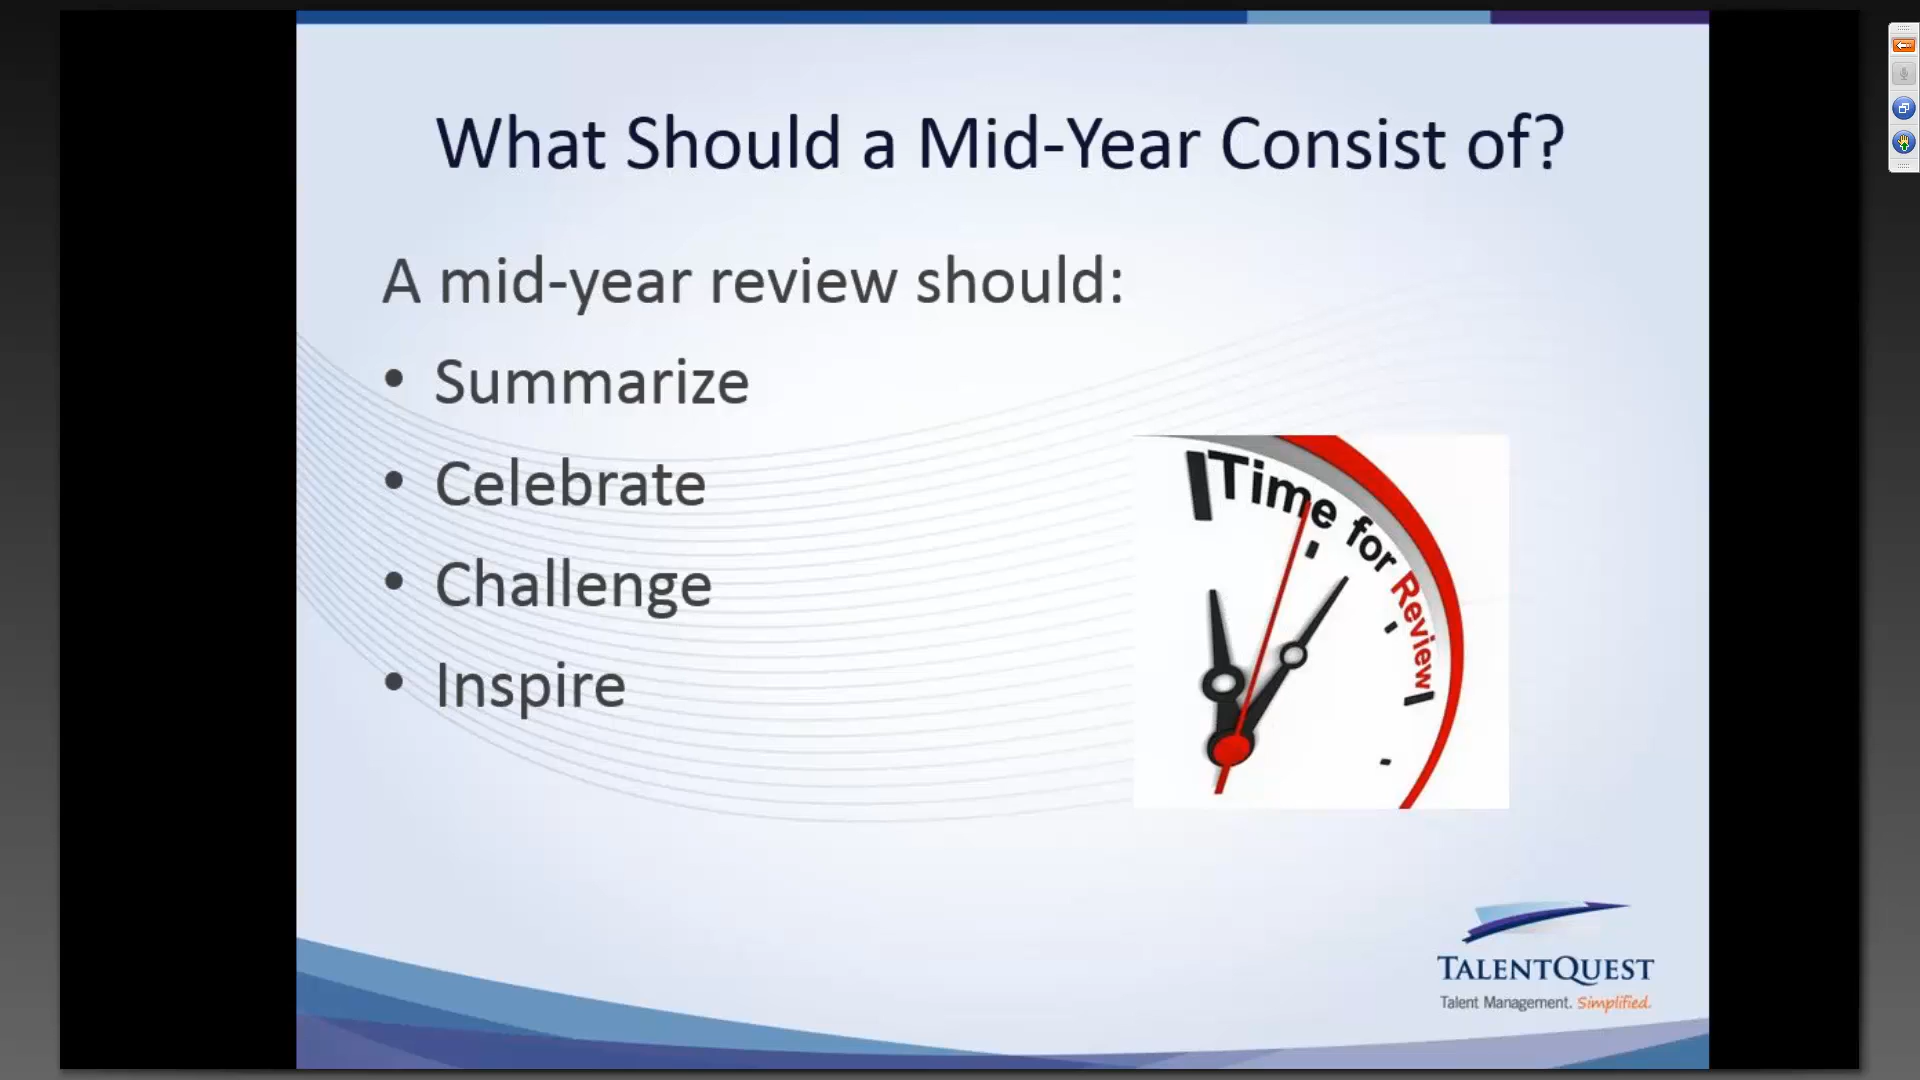 What Should a Mid-Year Consist of?
A mid-year review should:
• Summarize
• Celebrate
• Challenge
• Inspire
Time for Review
TALENTQUEST
Talent Management. Simplified.